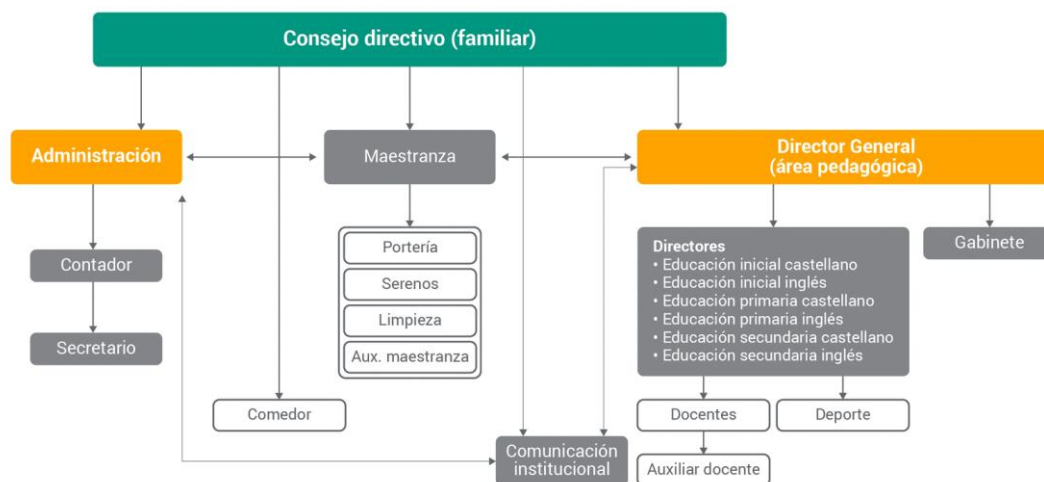 Consejo directivo (familiar)
Administración
Maestranza
Director General
(área pedagógica)
Contador
Secretario
Portería
Serenos
Limpieza
Aux. maestranza
Directores
• Educación inicial castellano
• Educación inicial inglés
• Educación primaria castellano
• Educación primaria inglés
• Educación secundaria castellano
• Educación secundaria inglés
Gabinete
Comedor
Comunicación
institucional
Docentes
Deporte
Auxiliar docente